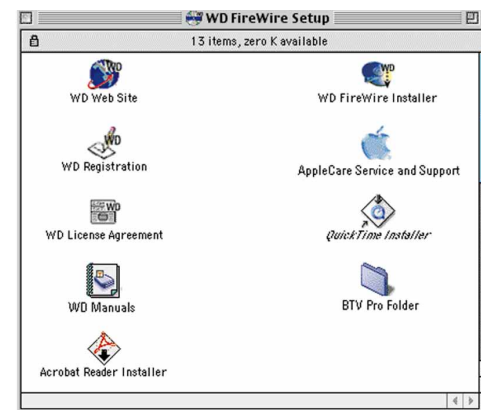 WD FireWire Setup
13 items, zero K available
WD Web Site
WD FireWire Installer
WD Registration
AppleCare Service and Support
WD License Agreement
QuickTime Installer
WD Manuals
BTV Pro Folder
Acrobat Reader Installer